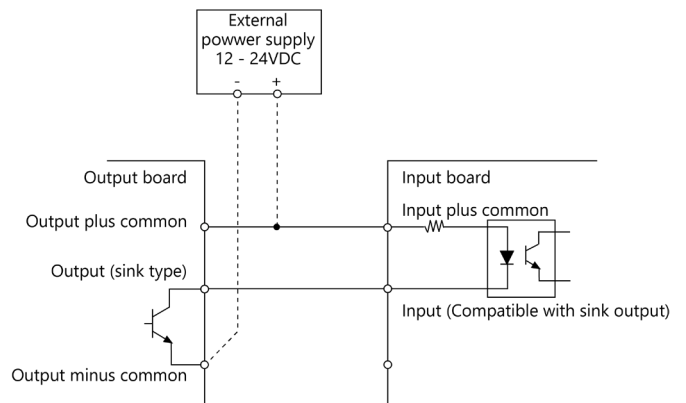 External
powwer supply
12 - 24VDC
- +
Output board
Input board
Output plus common
Input plus common
Output (sink type)
Input (Compatible with sink output)
Output minus common